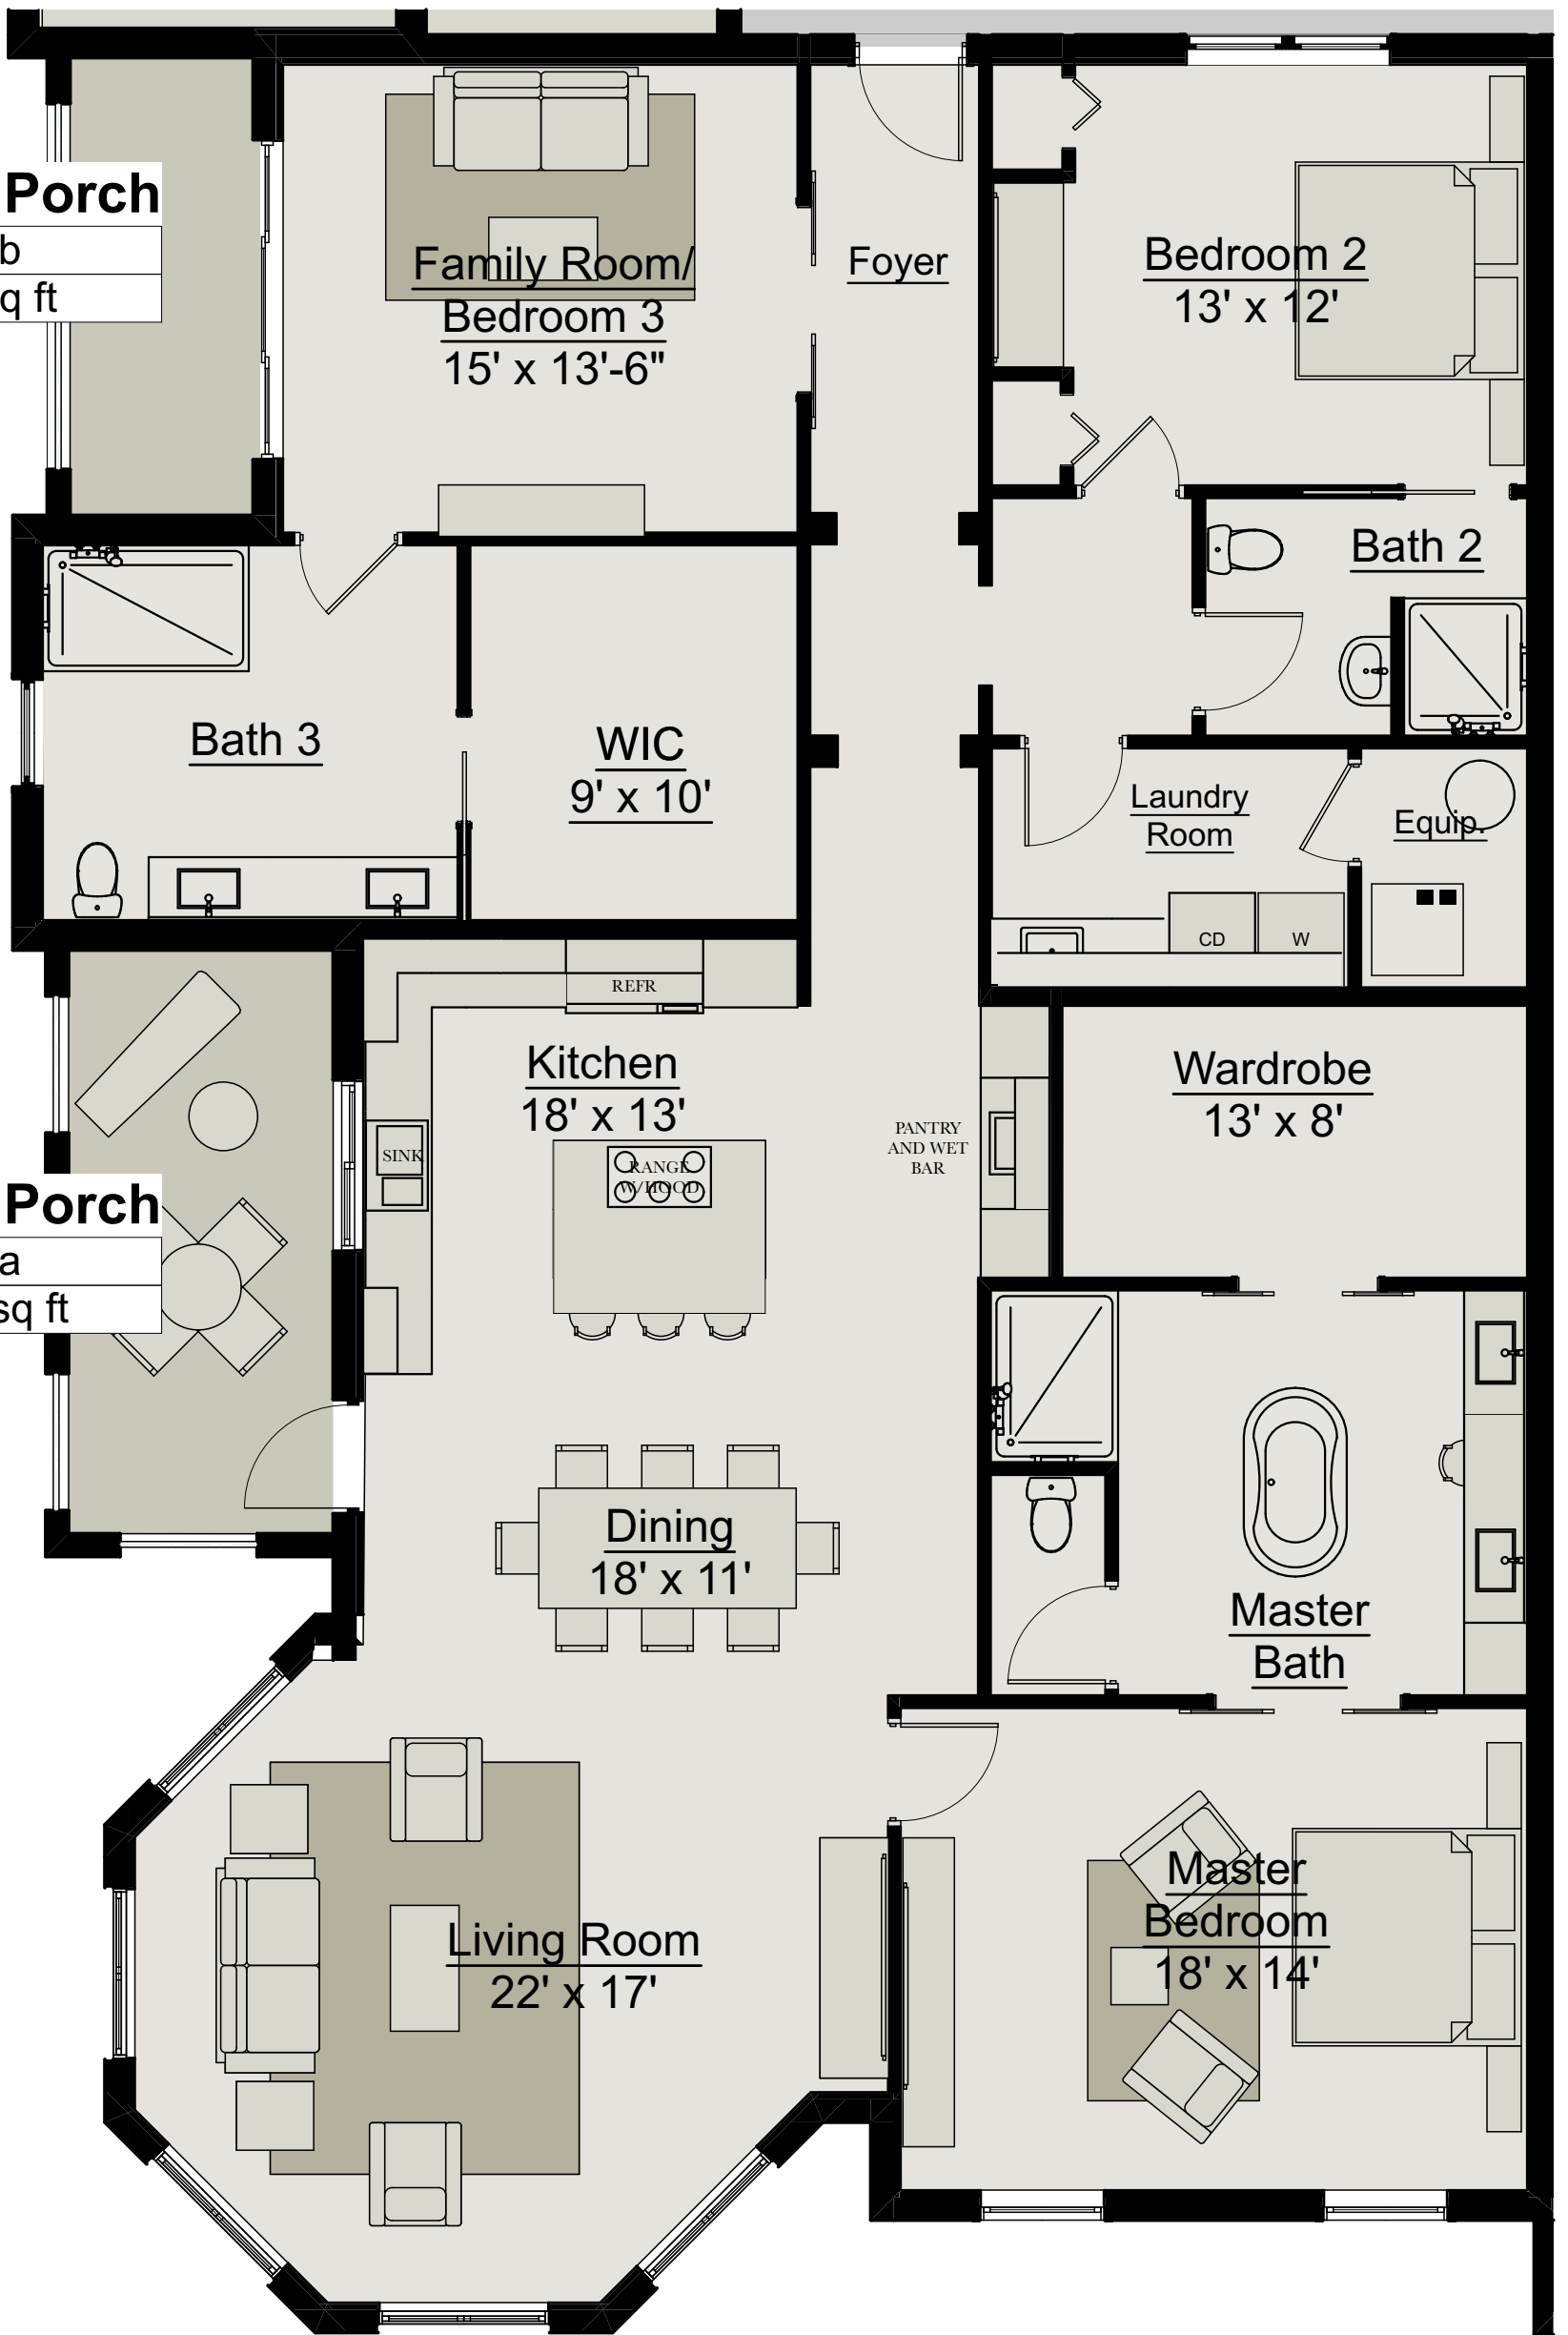 Porch
b
q ft
Family Room/
Bedroom 3
15' x 13'-6"
Foyer
Bedroom 2
13' x 12'
Bath 2
Bath 3
WIC
9' x 10'
Laundry
Room
Equip.
CD
W
REFR
Kitchen
18' x 13'
SINK
RANGE
W/HOOD
PANTRY
AND WET
BAR
Wardrobe
13' x 8'
Porch
a
sq ft
Dining
18' x 11'
Master
Bath
Living Room
22' x 17'
Master
Bedroom
18' x 14'